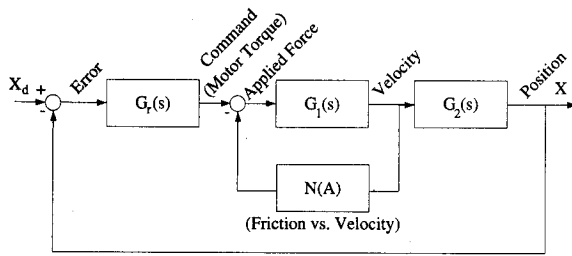 X_d +
-
Error
G_r(s)
Command
(Motor Torque)
-
Applied Force
G_1(s)
Velocity
G_2(s)
Position
X
N(A)
(Friction vs. Velocity)